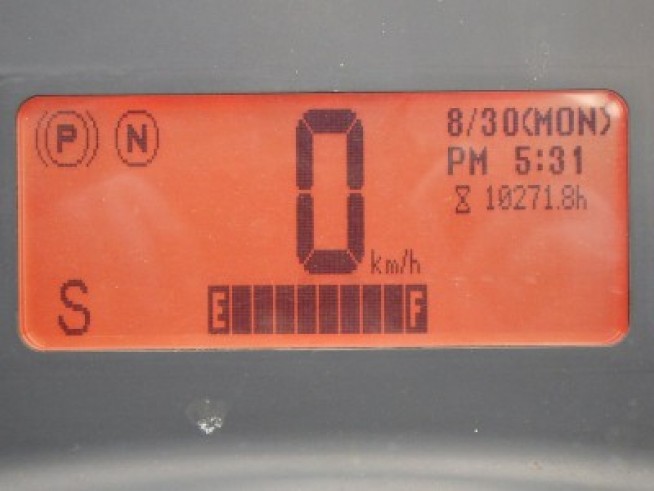 P N
8/30(MON)
PM 5:31
10271.8h
0 km/h
S
E F